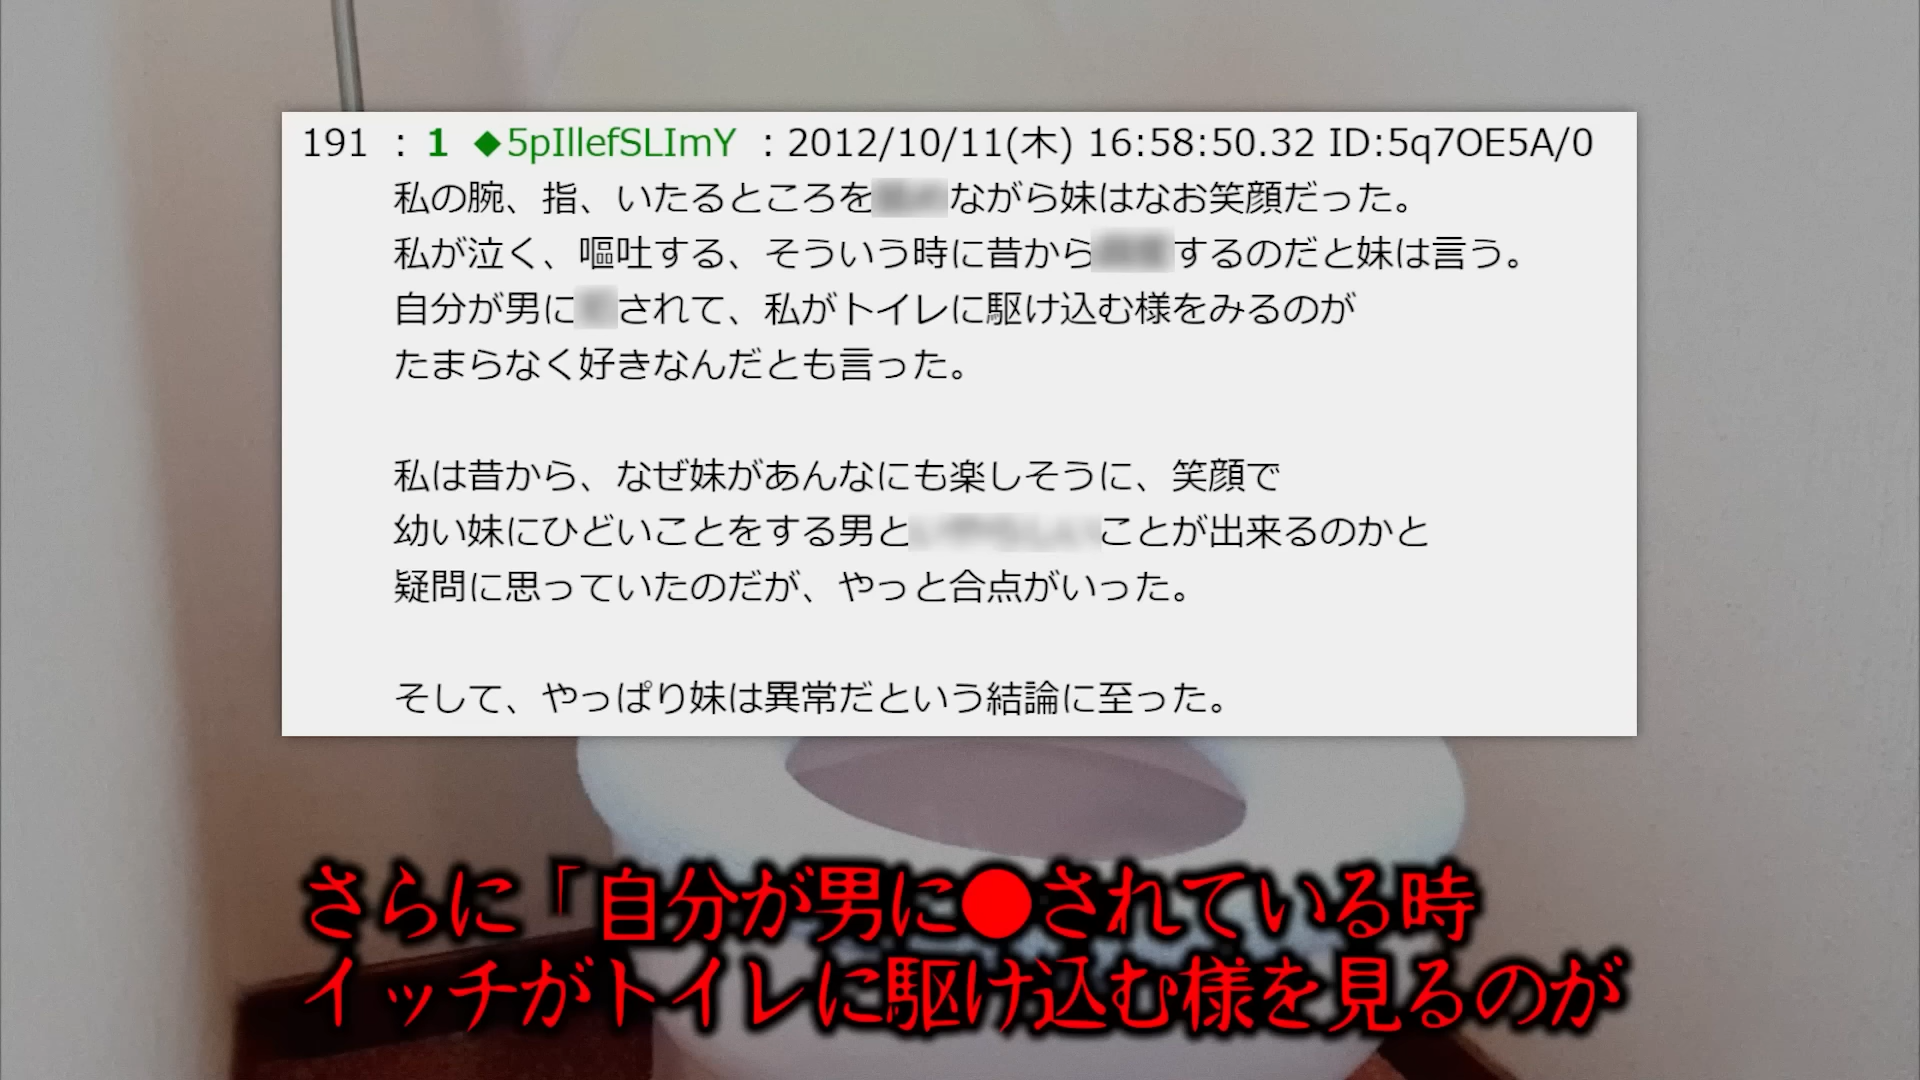 191 : 1 ◆5pIllefSLImY : 2012/10/11(木) 16:58:50.32 ID:5q7OE5A/0
私の腕、指、いたるところを ながら妹はなお笑顔だった。
私が泣く、嘔吐する、そういう時に昔から するのだと妹は言う。
自分が男に されて、私がトイレに駆け込む様をみるのが
たまらなく好きなんだとも言った。
私は昔から、なぜ妹があんなにも楽しそうに、笑顔で
幼い妹にひどいことをする男と ことが出来るのかと
疑問に思っていたのだが、やっと合点がいった。
そして、やっぱり妹は異常だという結論に至った。
さらに「自分が男に●されている時
イッチがトイレに駆け込む様を見るのが